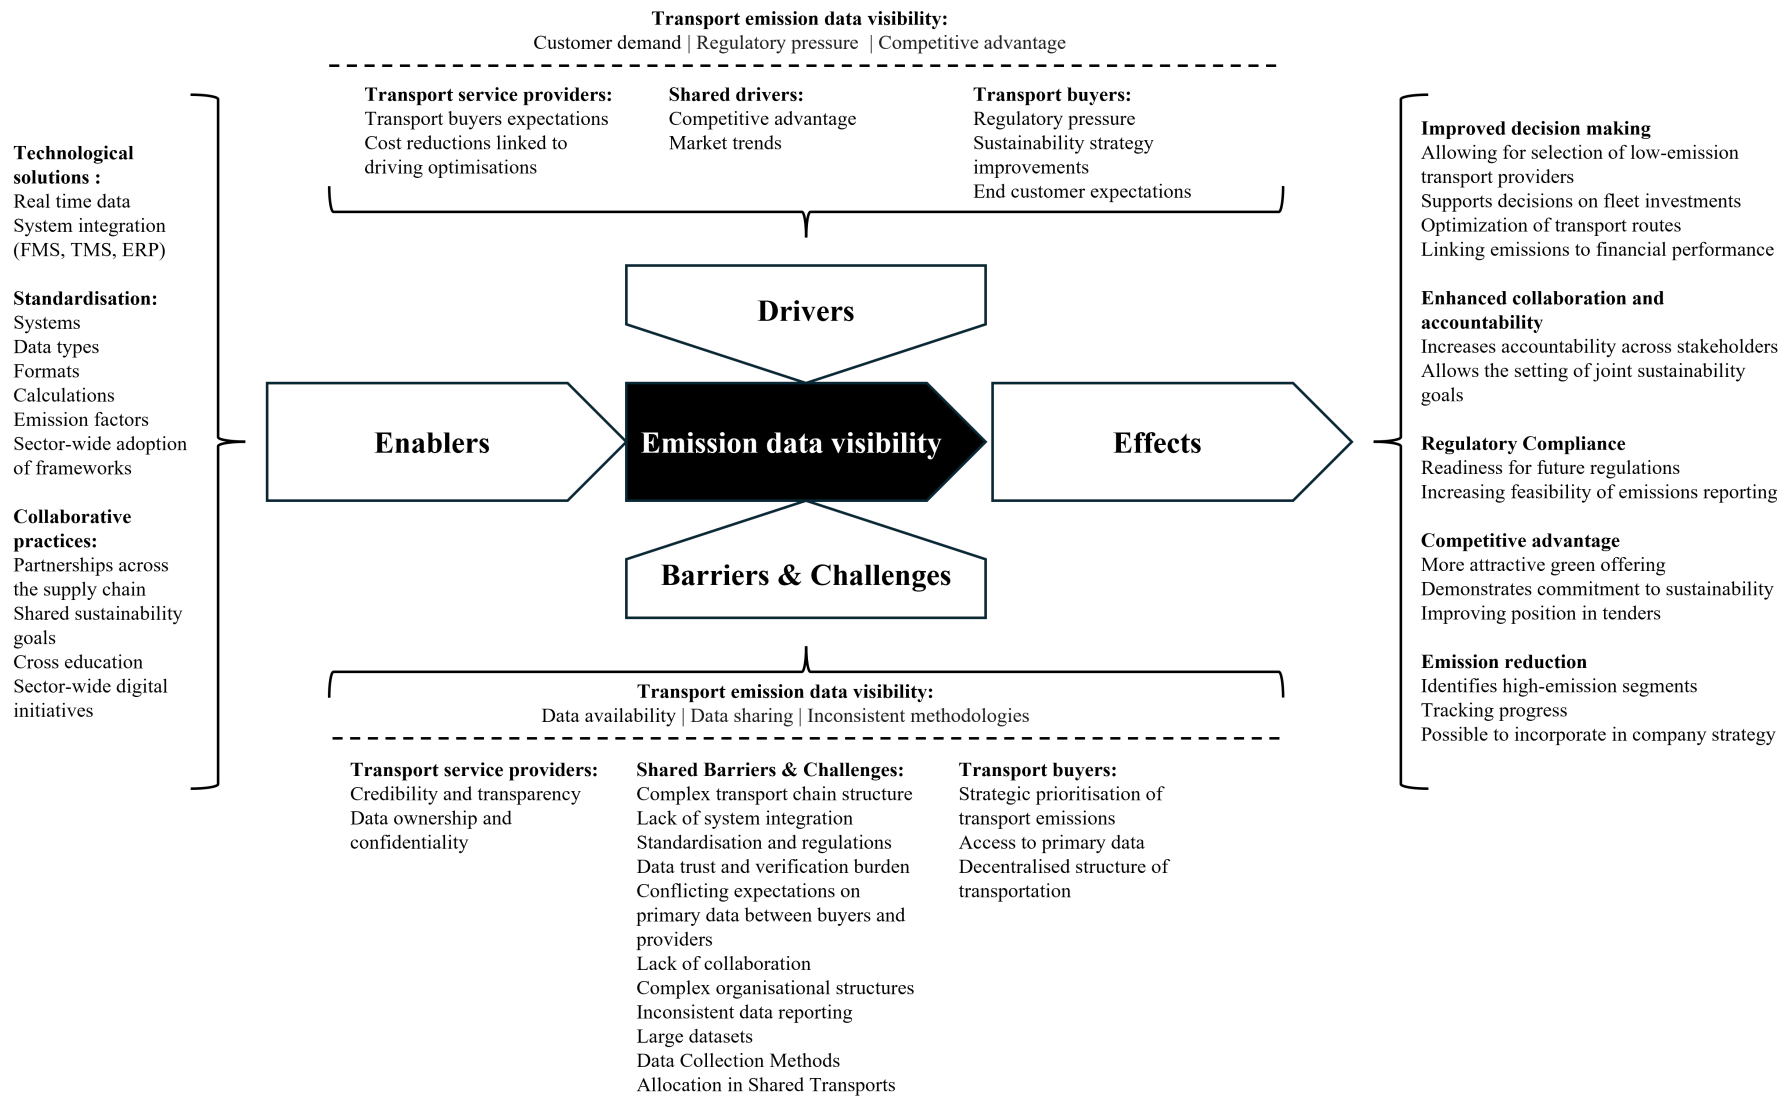 Transport emission data visibility:
Customer demand | Regulatory pressure | Competitive advantage
Transport service providers:
Transport buyers expectations
Cost reductions linked to
driving optimisations
Shared drivers:
Competitive advantage
Market trends
Transport buyers:
Regulatory pressure
Sustainability strategy
improvements
End customer expectations
Technological
solutions :
Real time data
System integration
(FMS, TMS, ERP)
Standardisation:
Systems
Data types
Formats
Calculations
Emission factors
Sector-wide adoption
of frameworks
Collaborative
practices:
Partnerships across
the supply chain
Shared sustainability
goals
Cross education
Sector-wide digital
initiatives
Drivers
Enablers
Emission data visibility
Effects
Barriers & Challenges
Improved decision making
Allowing for selection of low-emission
transport providers
Supports decisions on fleet investments
Optimization of transport routes
Linking emissions to financial performance
Enhanced collaboration and
accountability
Increases accountability across stakeholders
Allows the setting of joint sustainability
goals
Regulatory Compliance
Readiness for future regulations
Increasing feasibility of emissions reporting
Competitive advantage
More attractive green offering
Demonstrates commitment to sustainability
Improving position in tenders
Emission reduction
Identifies high-emission segments
Tracking progress
Possible to incorporate in company strategy
Transport emission data visibility:
Data availability | Data sharing | Inconsistent methodologies
Transport service providers:
Credibility and transparency
Data ownership and
confidentiality
Shared Barriers & Challenges:
Complex transport chain structure
Lack of system integration
Standardisation and regulations
Data trust and verification burden
Conflicting expectations on
primary data between buyers and
providers
Lack of collaboration
Complex organisational structures
Inconsistent data reporting
Large datasets
Data Collection Methods
Allocation in Shared Transports
Transport buyers:
Strategic prioritisation of
transport emissions
Access to primary data
Decentralised structure of
transportation